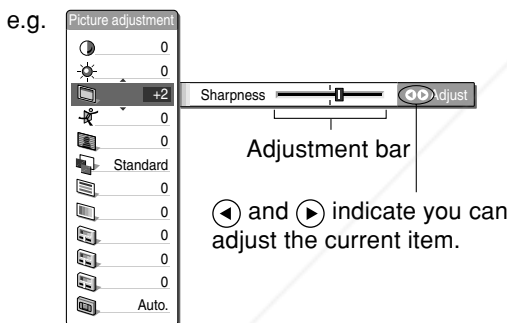 e.g.
Picture adjustment
0
0
+2
Sharpness
Adjust
0
0
Standard
0
0
0
0
0
Auto.
Adjustment bar
and indicate you can
adjust the current item.